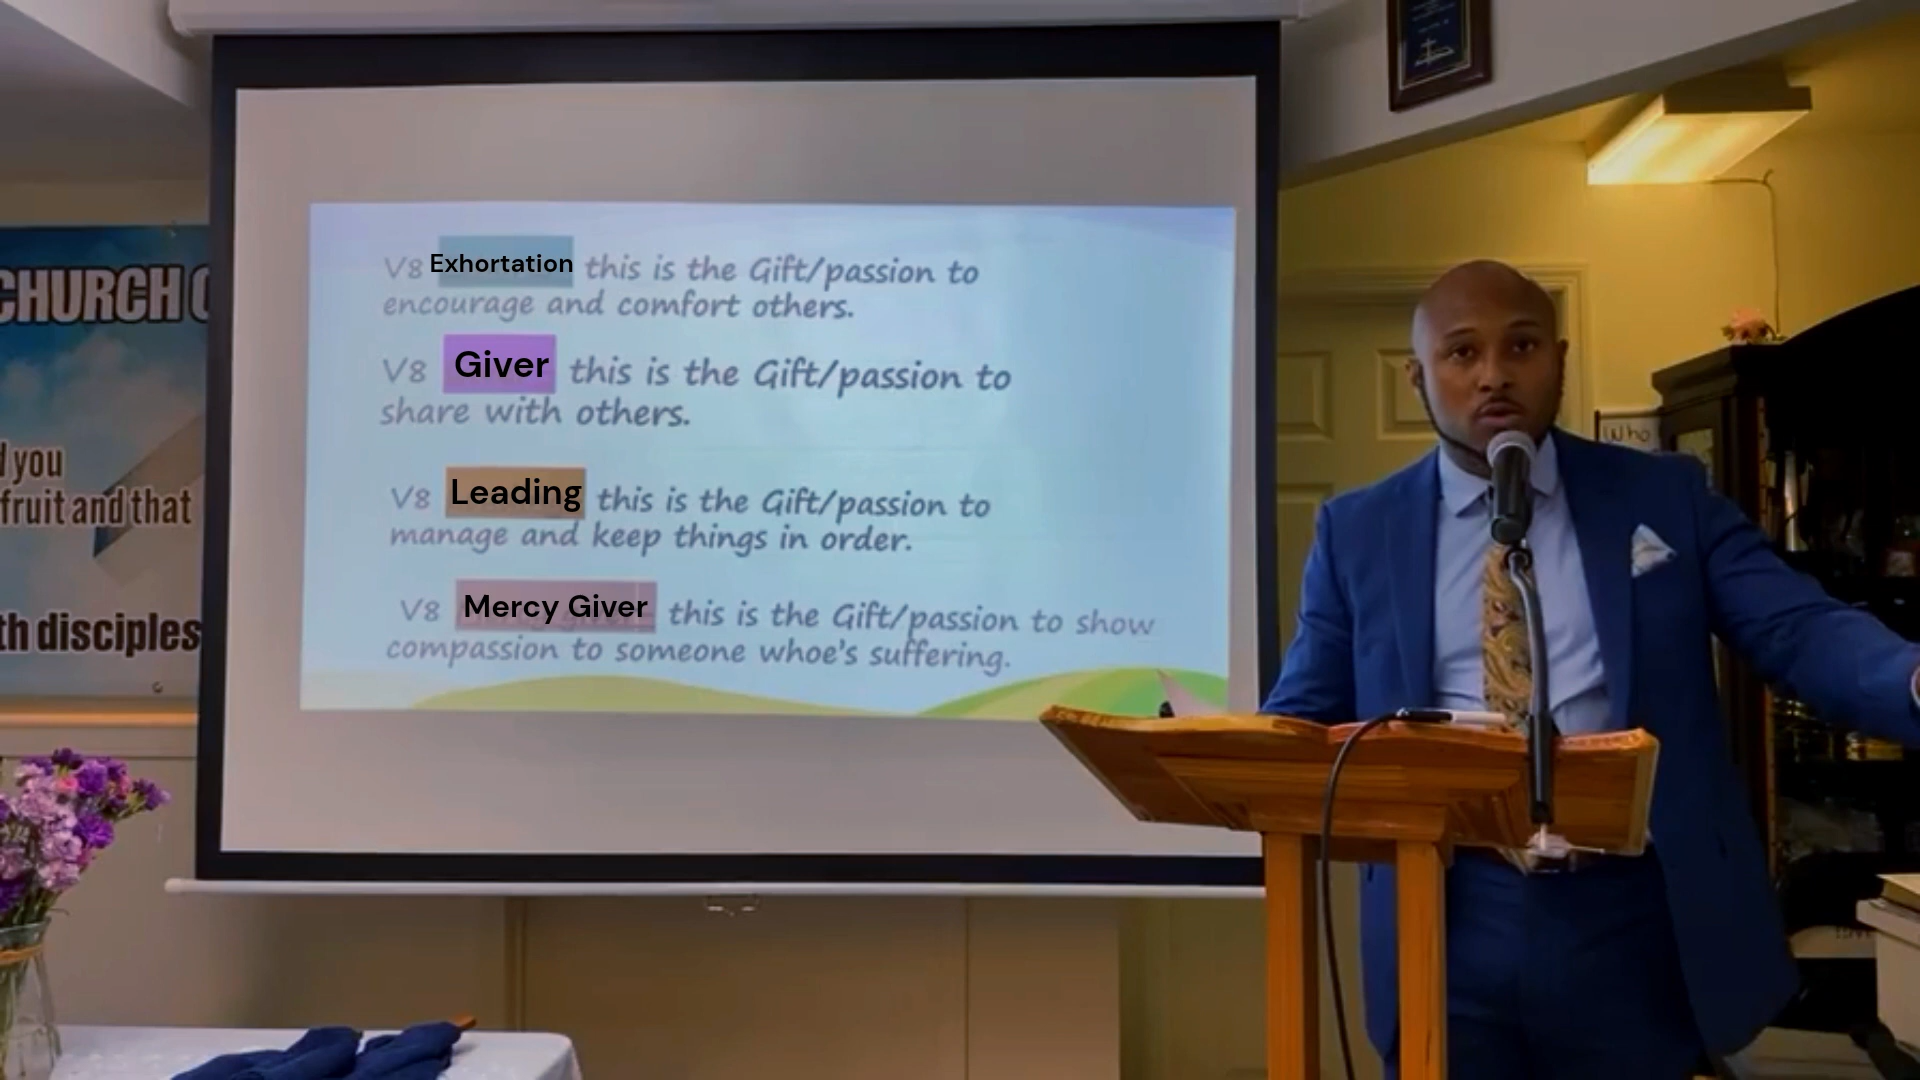 CHURCH
you
fruit and that
th disciples
V8 Exhortation this is the Gift/passion to
encourage and comfort others.
V8 Giver this is the Gift/passion to
share with others.
V8 Leading this is the Gift/passion to
manage and keep things in order.
V8 Mercy Giver this is the Gift/passion to show
compassion to someone whoe's suffering.
Who